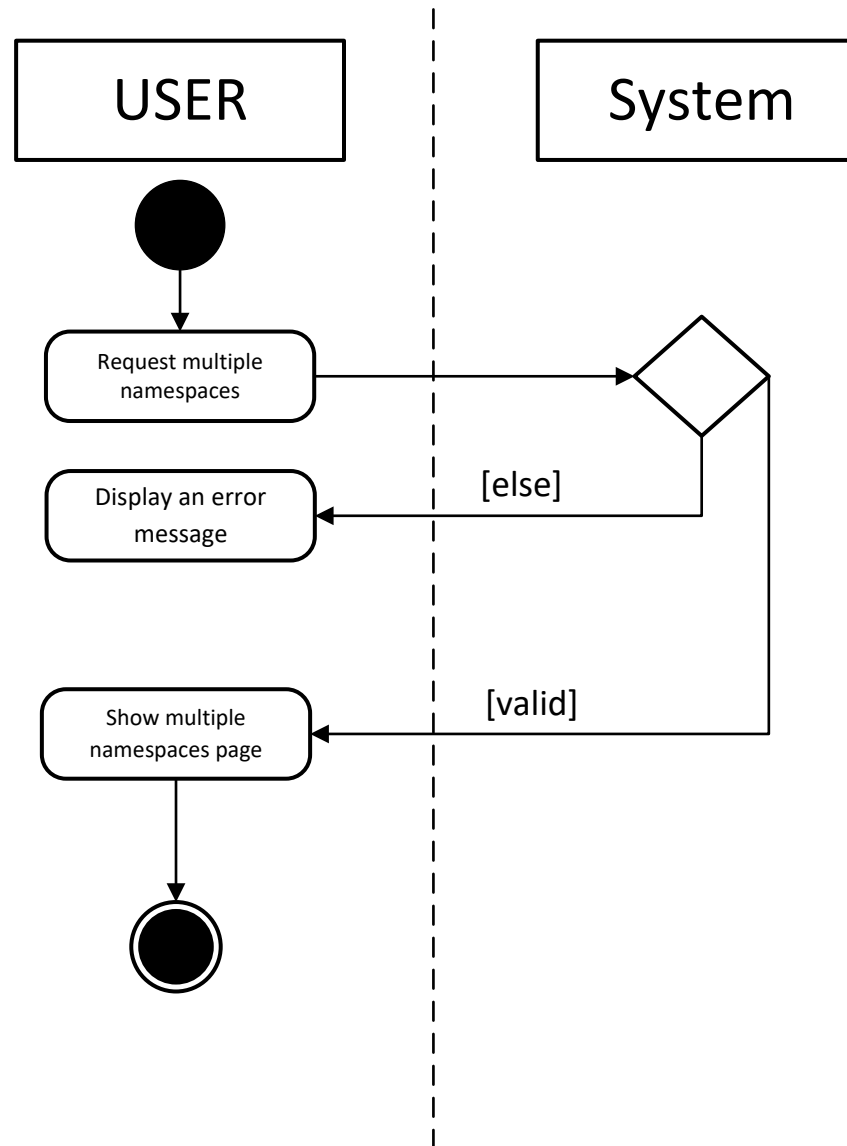 USER
System
Request multiple
namespaces
[else]
Display an error
message
[valid]
Show multiple
namespaces page